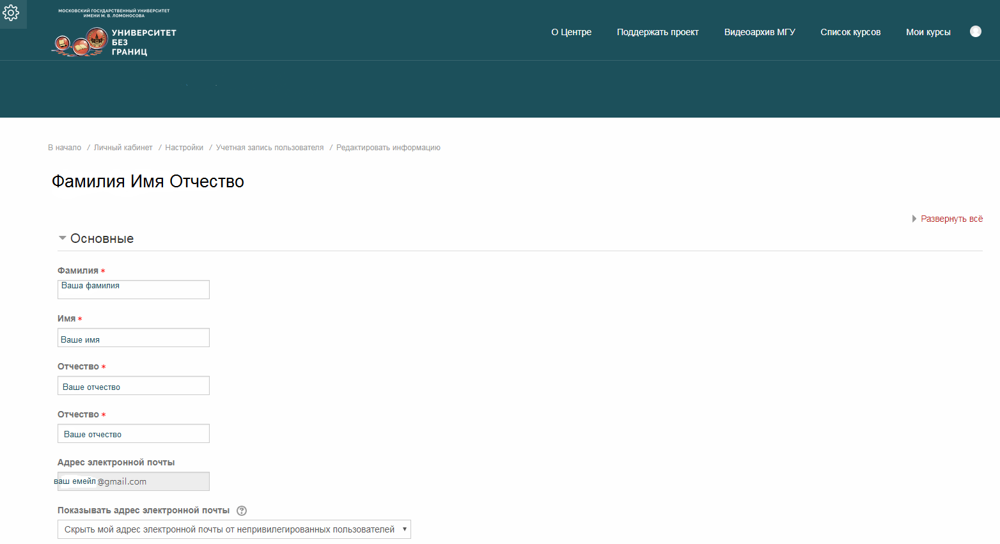 МОСКОВСКИЙ ГОСУДАРСТВЕННЫЙ УНИВЕРСИТЕТ
ИМЕНИ М. В. ЛОМОНОСОВА
УНИВЕРСИТЕТ
БЕЗ
ГРАНИЦ
О Центре
Поддержать проект
Видеоархив МГУ
Список курсов
Мои курсы
В начало / Личный кабинет / Настройки / Учетная запись пользователя / Редактировать информацию
Фамилия Имя Отчество
Развернуть всё
Основные
Фамилия *
Ваша фамилия
Имя *
Ваше имя
Отчество *
Ваше отчество
Отчество *
Ваше отчество
Адрес электронной почты
ваш емейл @gmail.com
Показывать адрес электронной почты ?
Скрыть мой адрес электронной почты от непривилегированных пользователей